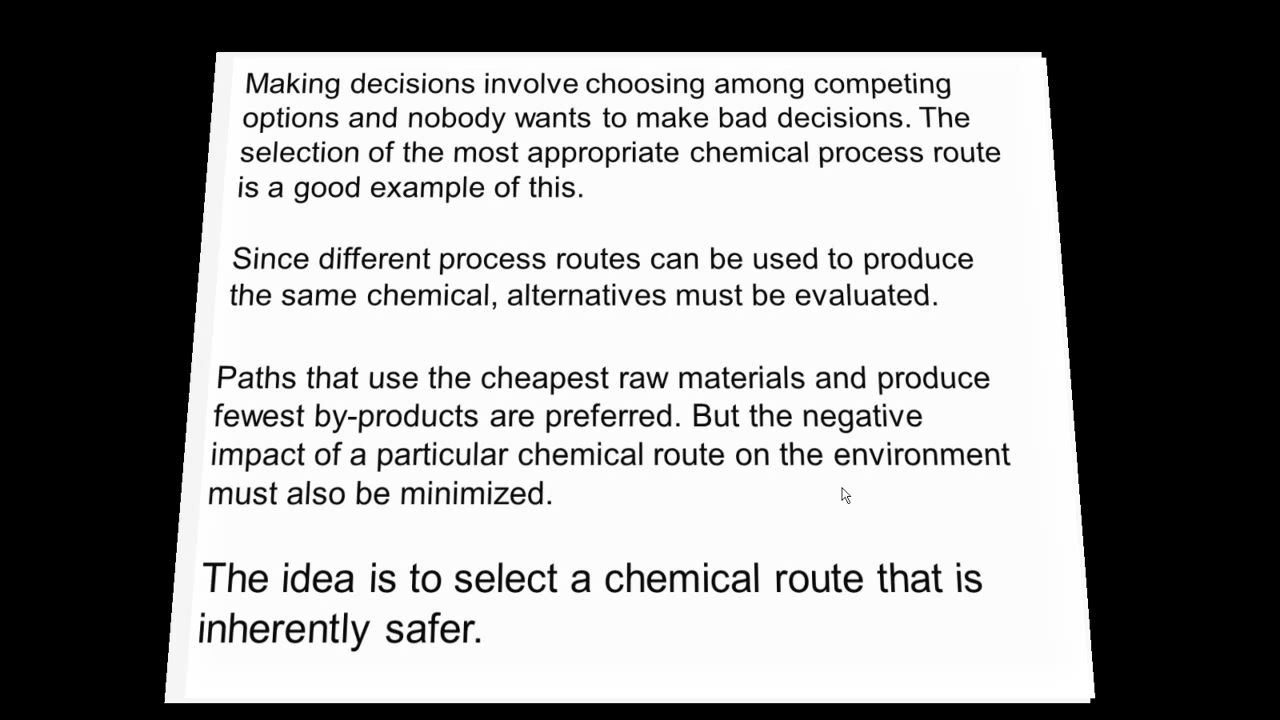 Making decisions involve choosing among competing
options and nobody wants to make bad decisions. The
selection of the most appropriate chemical process route
is a good example of this.
Since different process routes can be used to produce
the same chemical, alternatives must be evaluated.
Paths that use the cheapest raw materials and produce
fewest by-products are preferred. But the negative
impact of a particular chemical route on the environment
must also be minimized.
The idea is to select a chemical route that is
inherently safer.